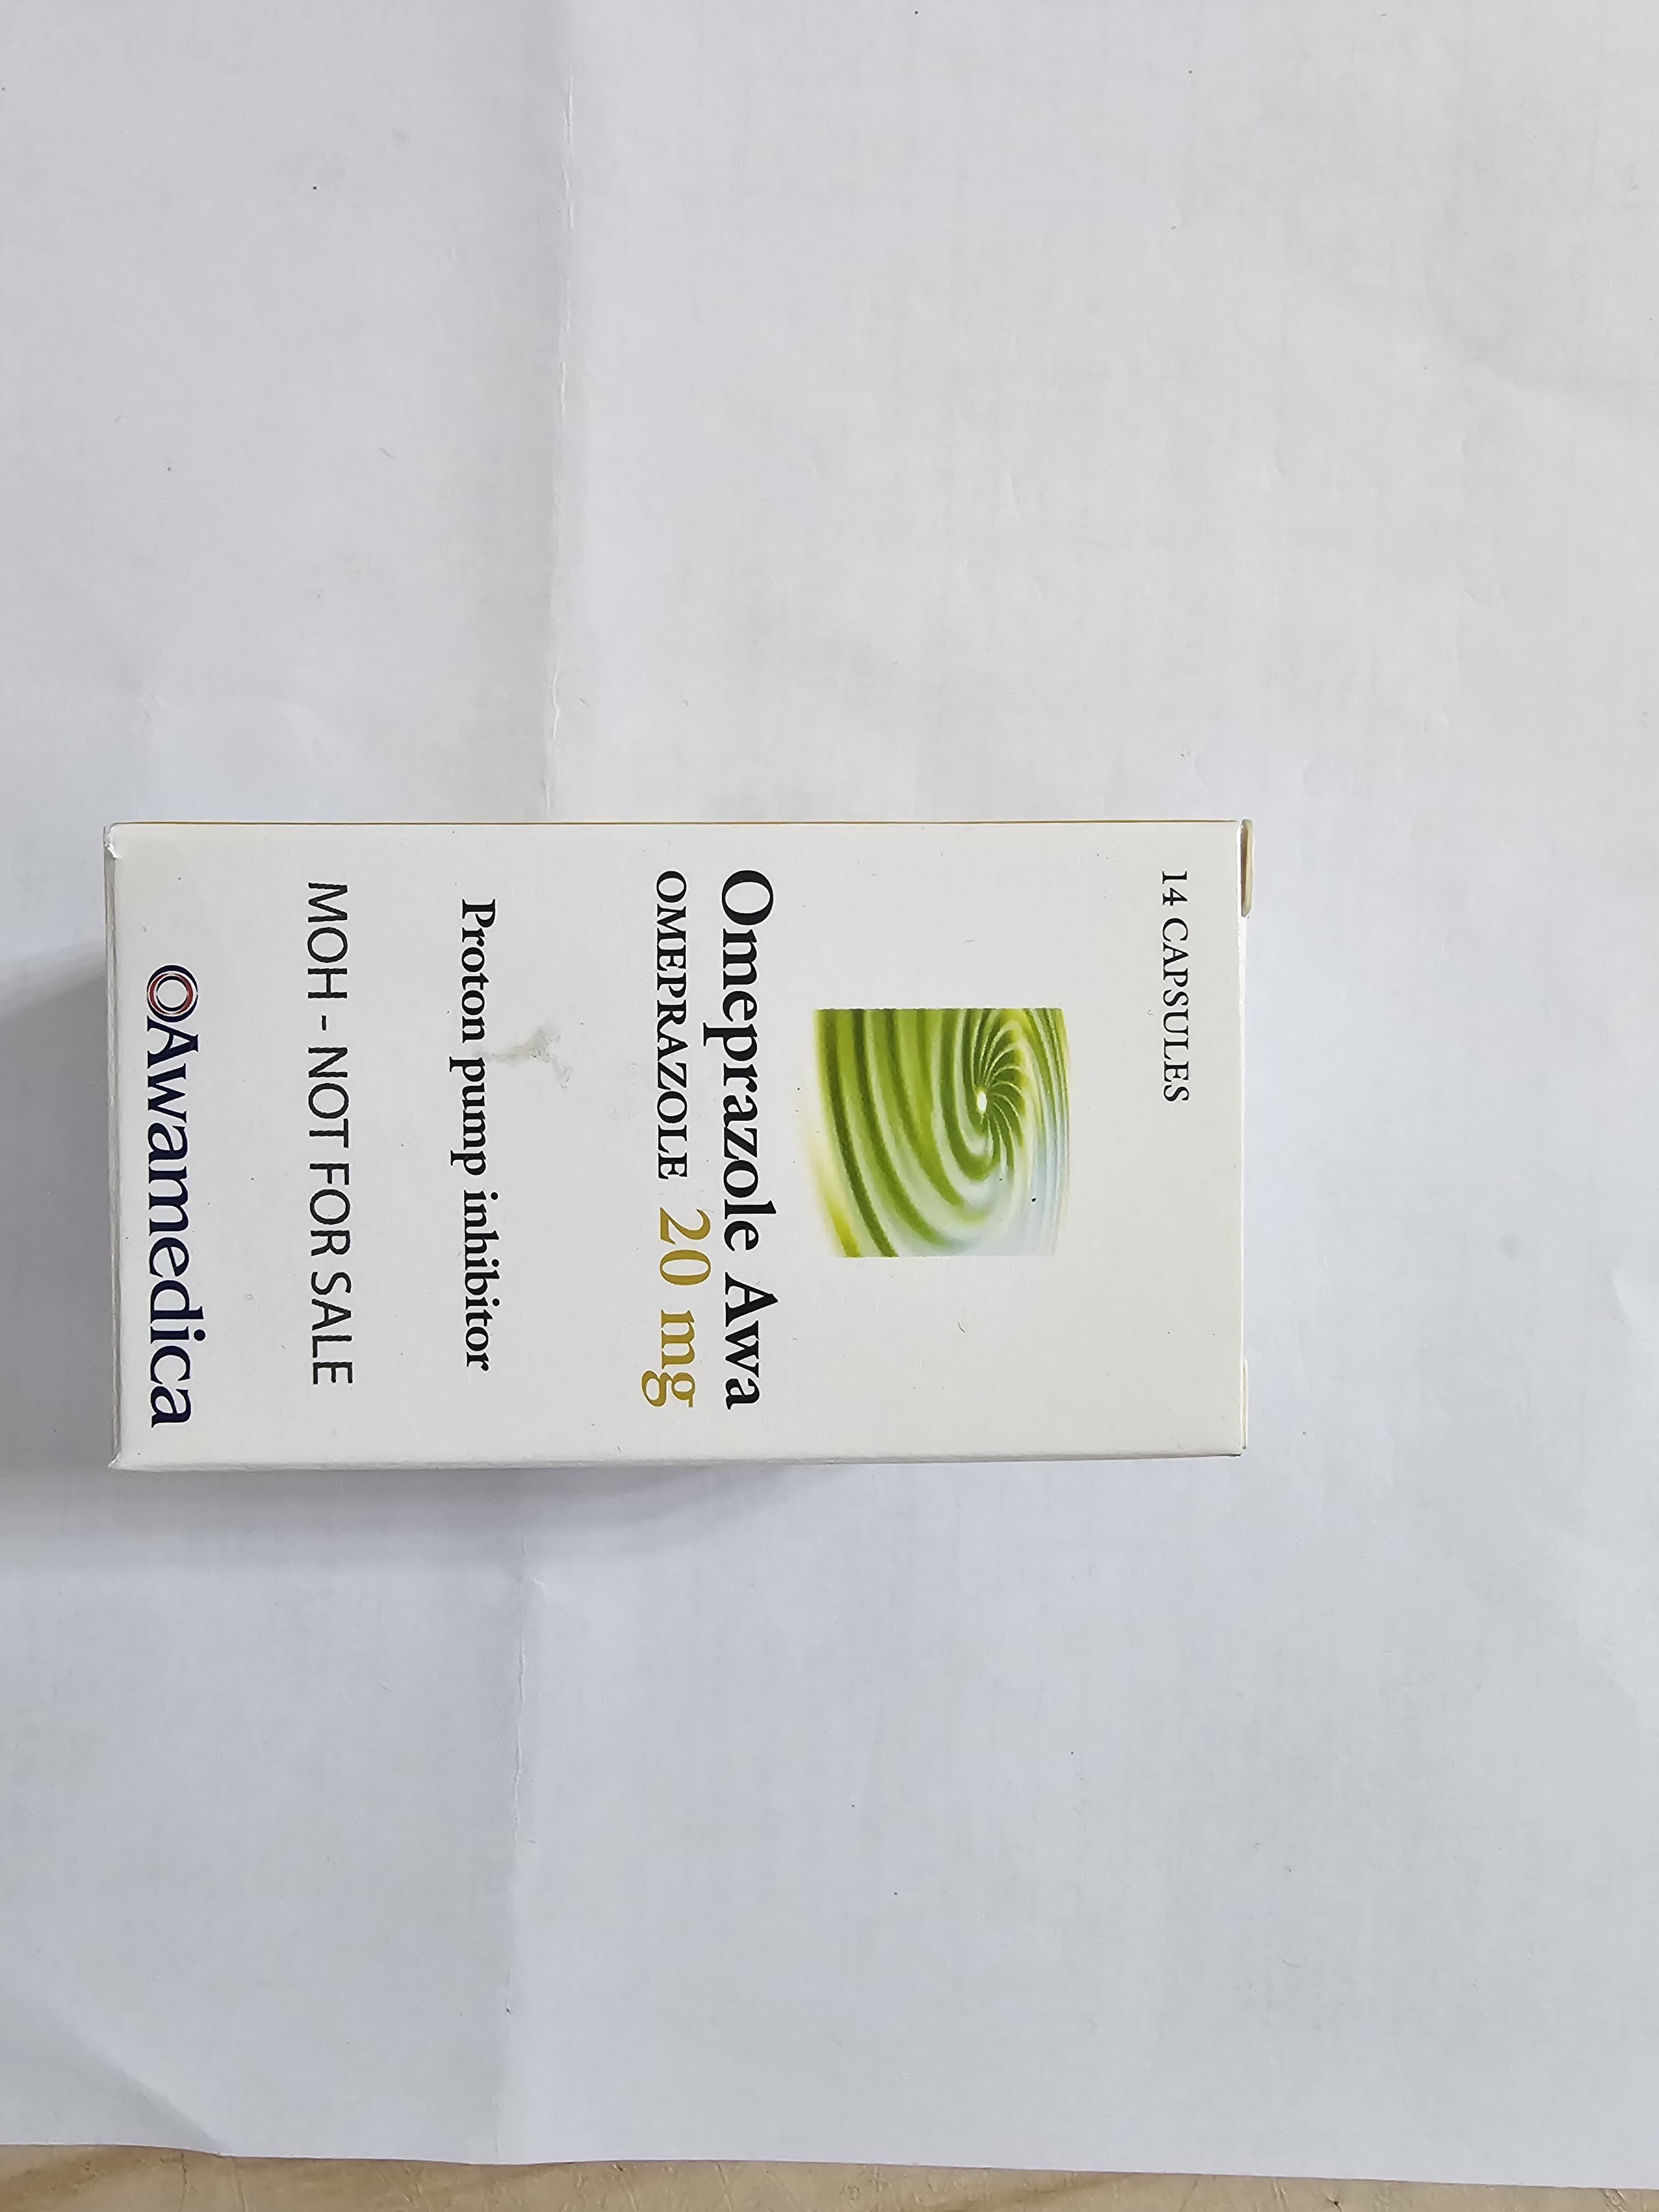 14 CAPSULES
Omeprazole Awa
OMEPRAZOLE 20 mg
Proton pump inhibitor
MOH - NOT FOR SALE
Awamedica